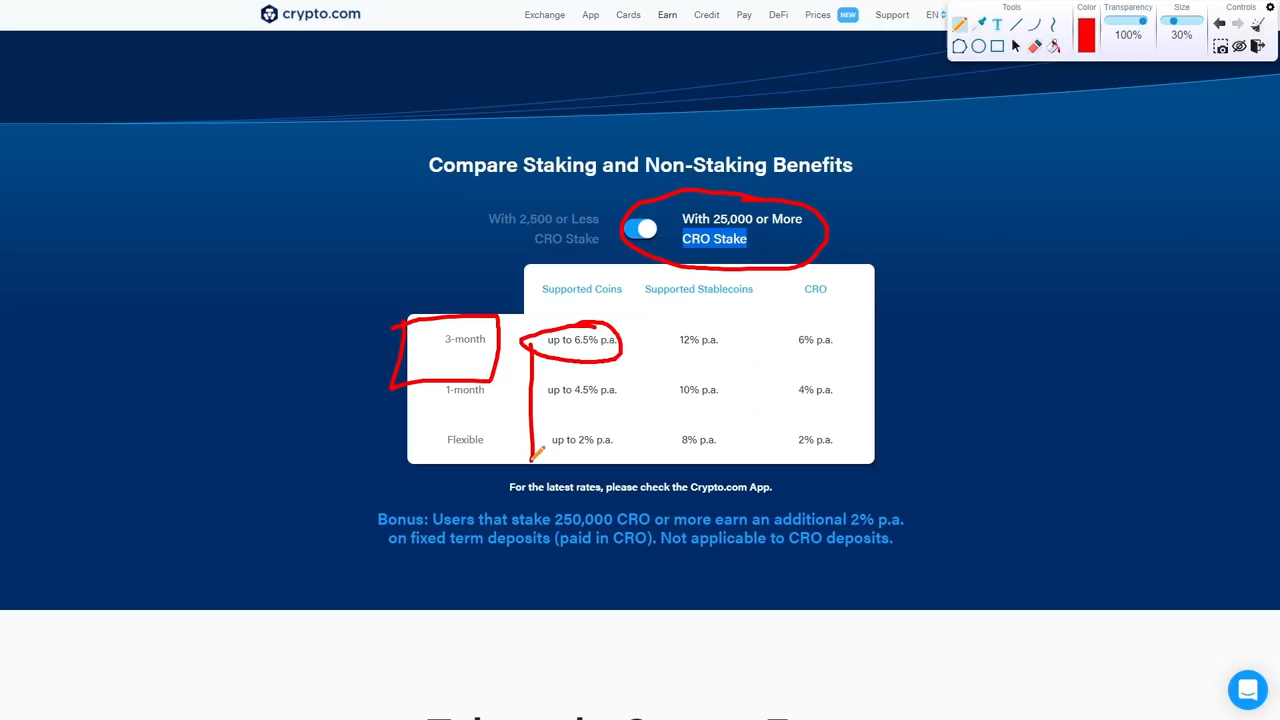 crypto.com
Exchange App Cards Earn Credit Pay DeFi Prices NEW Support EN
Tools Color Transparency Size Controls
T
100% 30%
Compare Staking and Non-Staking Benefits
With 2,500 or Less
CRO Stake
With 25,000 or More
CRO Stake
Supported Coins Supported Stablecoins CRO
3-month up to 6.5% p.a. 12% p.a. 6% p.a.
1-month up to 4.5% p.a. 10% p.a. 4% p.a.
Flexible up to 2% p.a. 8% p.a. 2% p.a.
For the latest rates, please check the Crypto.com App.
Bonus: Users that stake 250,000 CRO or more earn an additional 2% p.a.
on fixed term deposits (paid in CRO). Not applicable to CRO deposits.